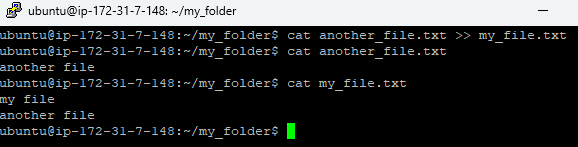 ubuntu@ip-172-31-7-148: ~/my_folder
ubuntu@ip-172-31-7-148:~/my_folder$ cat another_file.txt >> my_file.txt
ubuntu@ip-172-31-7-148:~/my_folder$ cat another_file.txt
another file
ubuntu@ip-172-31-7-148:~/my_folder$ cat my_file.txt
my file
another file
ubuntu@ip-172-31-7-148:~/my_folder$